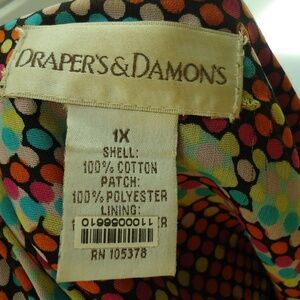 DRAPER'S & DAMON'S
1X
SHELL:
100% COTTON
PATCH:
100% POLYESTER
LINING:
R
RN 105378